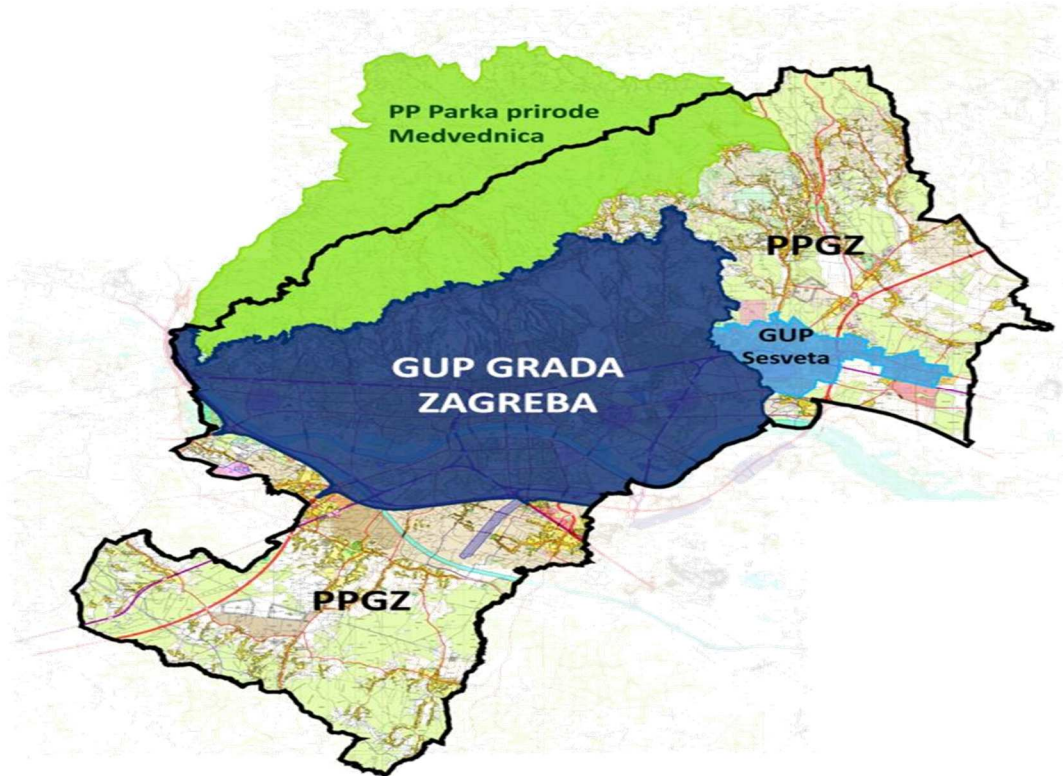 PP Parka prirode
Medvednica
PPGZ
GUP
Sesveta
GUP GRADA
ZAGREBA
PPGZ